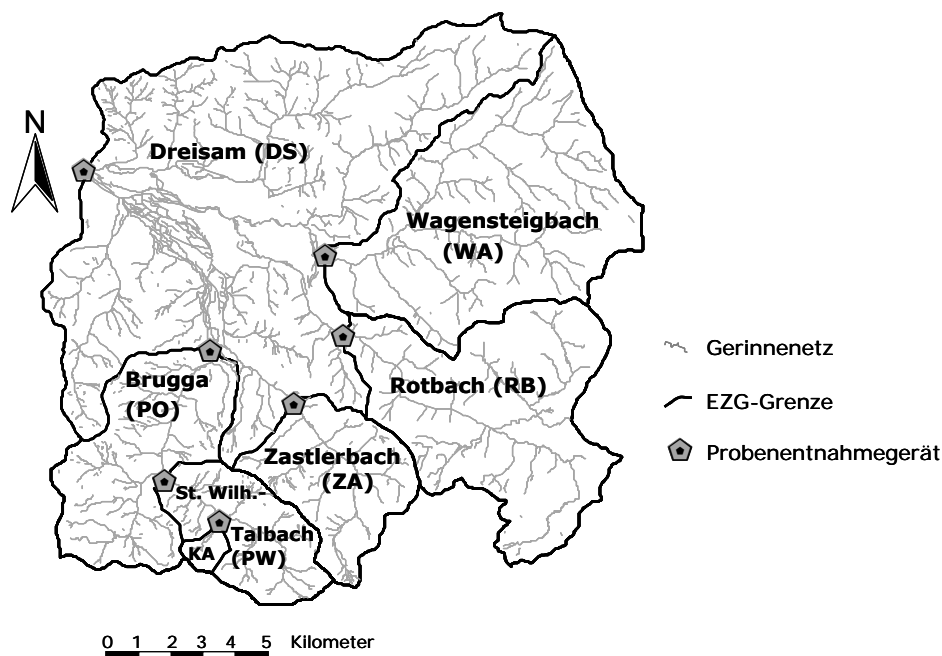 N
Dreisam (DS)
Wagensteigbach
(WA)
Gerinnenetz
Brugga
(PO)
Rotbach (RB)
EZG-Grenze
Zastlerbach
(ZA)
Probenentnahmegerät
St. Wilh.-
Talbach
(PW)
KA
0 1 2 3 4 5 Kilometer